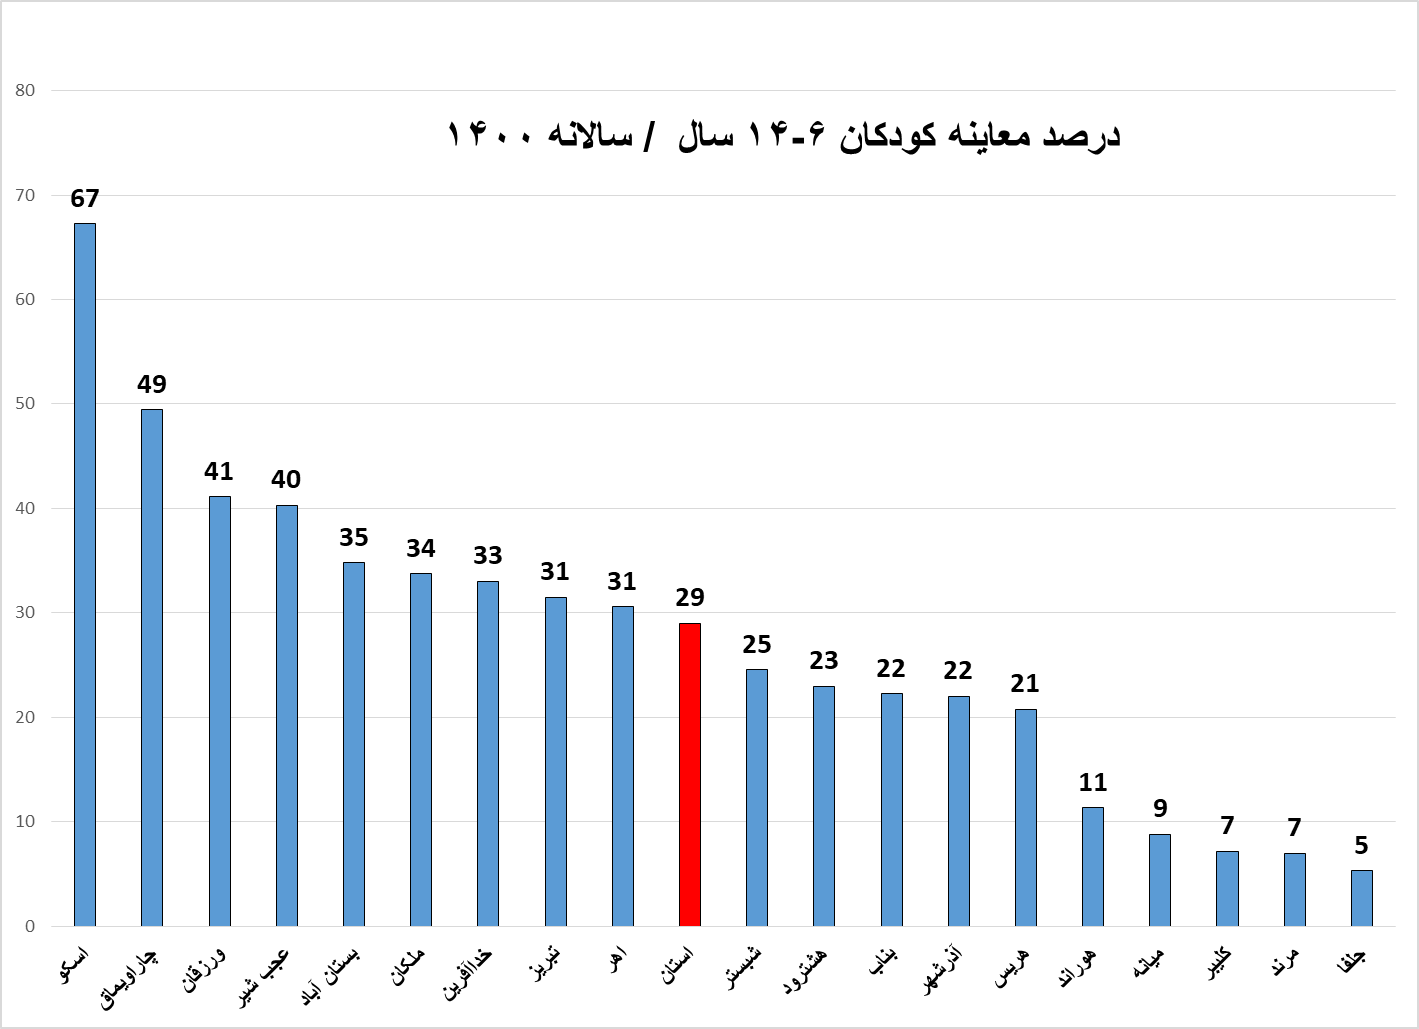 درصد معاینه کودکان ۶-۱۴ سال / سالانه ۱۴۰۰
80
70
60
50
40
30
20
10
0
67
49
41
40
35
34
33
31
31
29
25
23
22
22
21
11
9
7
7
5
اسکو
چاراویماق
ورزقان
عجب شیر
بستان آباد
ملکان
خداآفرین
تبریز
اهر
استان
شبستر
هشترود
بناب
آذرشهر
هریس
هوراند
میانه
کلیبر
مرند
جلفا